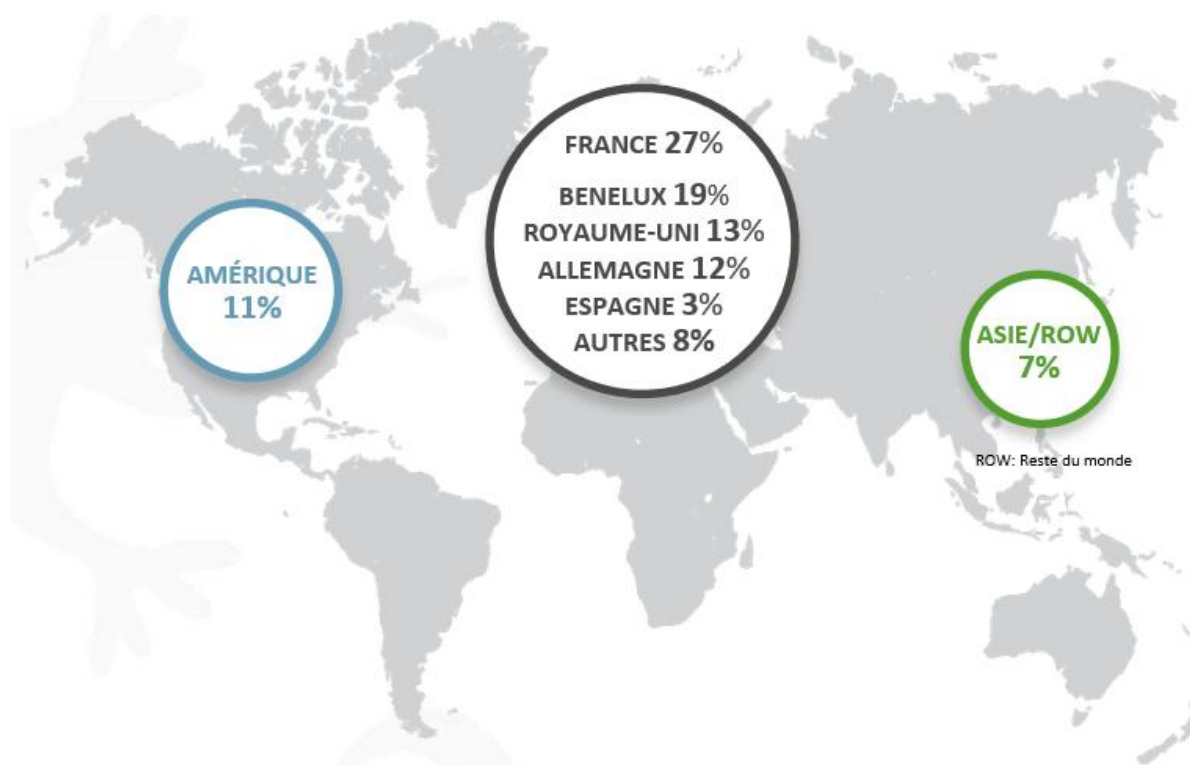 FRANCE 27%
BENELUX 19%
ROYAUME-UNI 13%
ALLEMAGNE 12%
ESPAGNE 3%
AUTRES 8%
AMÉRIQUE
11%
ASIE/ROW
7%
ROW: Reste du monde